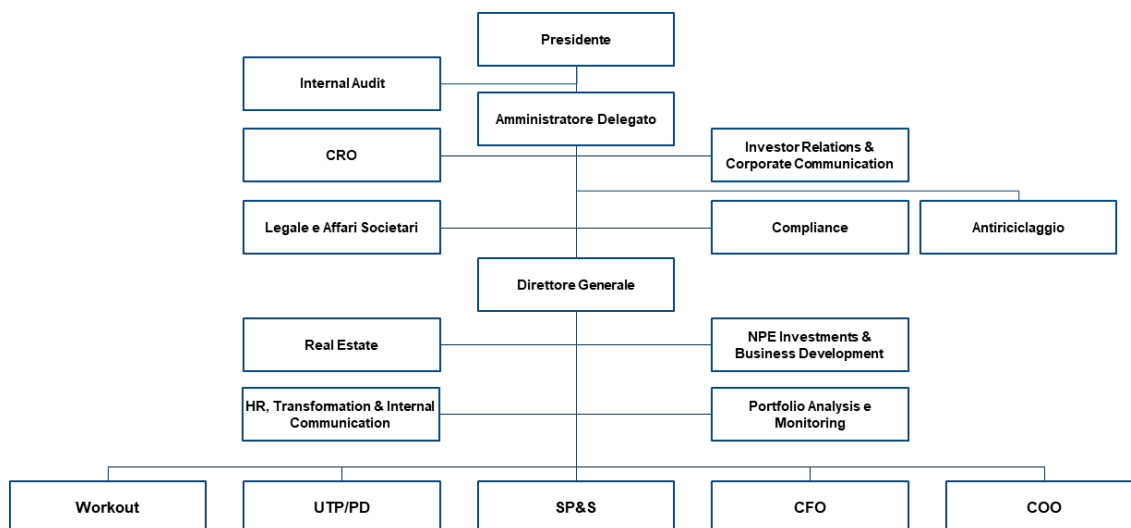 Presidente
Internal Audit
Amministratore Delegato
CRO
Investor Relations &
Corporate Communication
Legale e Affari Societari
Compliance
Antiriciclaggio
Direttore Generale
Real Estate
NPE Investments &
Business Development
HR, Transformation & Internal
Communication
Portfolio Analysis e
Monitoring
Workout
UTP/PD
SP&S
CFO
COO